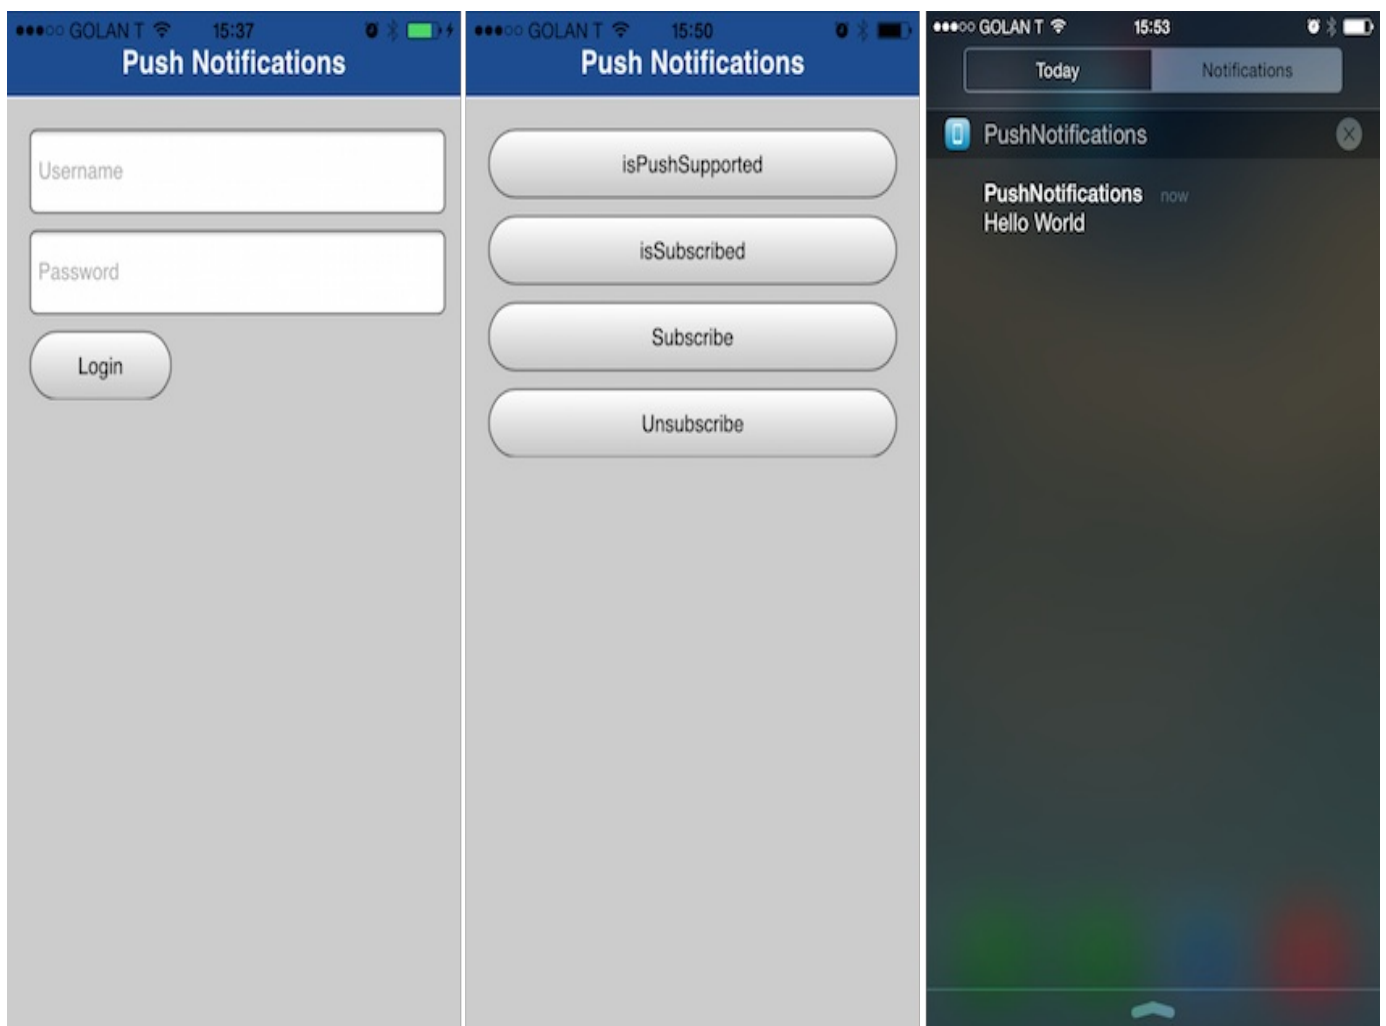 GOLAN T 15:37
Push Notifications
Username
Password
Login
GOLAN T 15:50
Push Notifications
isPushSupported
isSubscribed
Subscribe
Unsubscribe
GOLAN T 15:53
Today Notifications
PushNotifications
PushNotifications now
Hello World